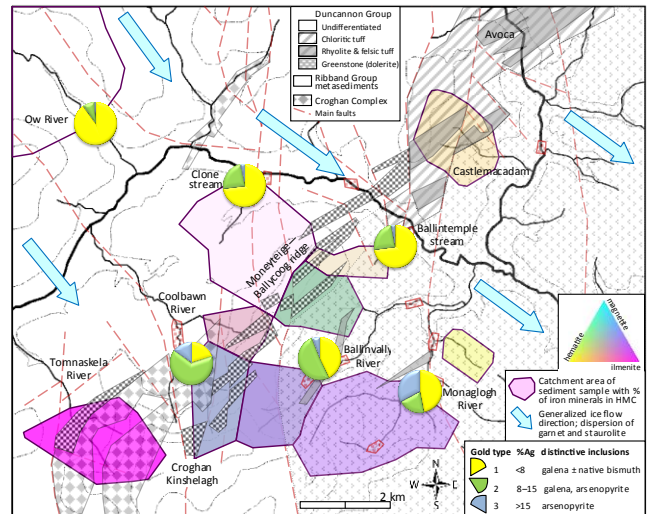 Duncannon Group
Undifferentiated
Chloritic tuff
Rhyolite & felsic tuff
Greenstone (dolerite)
Ribband Group
metasediments
Croghan Complex
Main faults
Avoca
Ow River
Clone
stream
Castlemacadam
Ballintemple
stream
Moneyteige-
Ballycoog ridge
Coolbawn
River
Tomnaskela
River
Ballinvally
River
Monaglogh
River
Croghan
Kinshelagh
magnetite
hematite
ilmenite
Catchment area of
sediment sample with %
of iron minerals in HMC
Generalized ice flow
direction; dispersion of
garnet and staurolite
Gold type %Ag distinctive inclusions
1 <8 galena ± native bismuth
2 8–15 galena, arsenopyrite
3 >15 arsenopyrite
N
W E
S
2 km